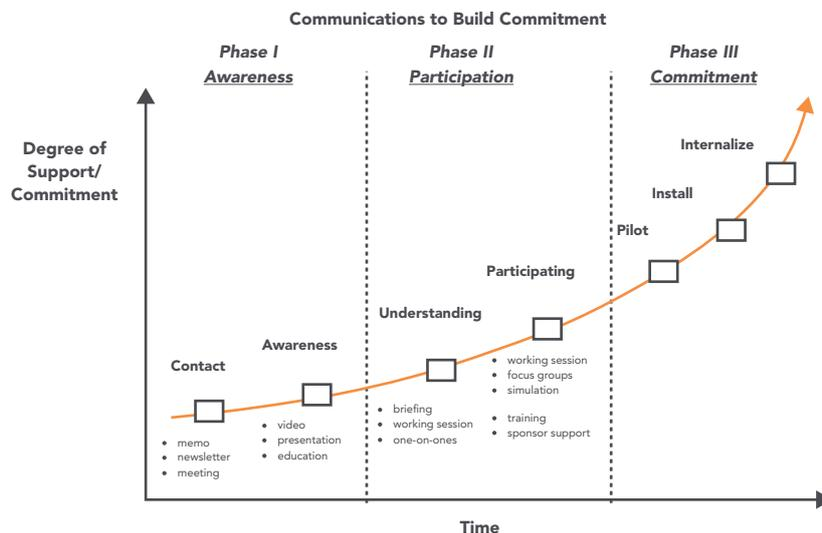 Communications to Build Commitment
Phase I
Awareness
Phase II
Participation
Phase III
Commitment
Degree of
Support/
Commitment
Contact
• memo
• newsletter
• meeting
Awareness
• video
• presentation
• education
Understanding
• briefing
• working session
• one-on-ones
Participating
• working session
• focus groups
• simulation
• training
• sponsor support
Pilot
Install
Internalize
Time